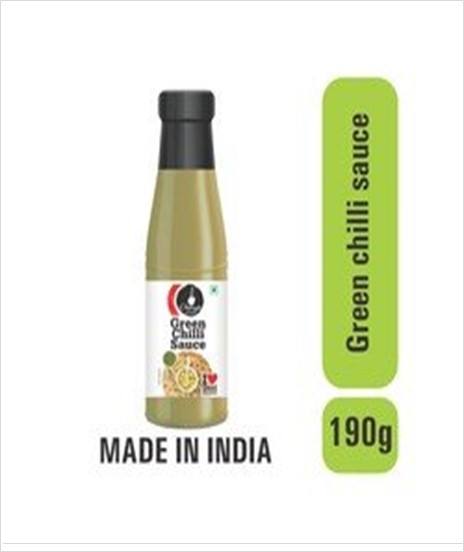 Green
Chilli
Sauce
MADE IN INDIA
Green chilli sauce
190g